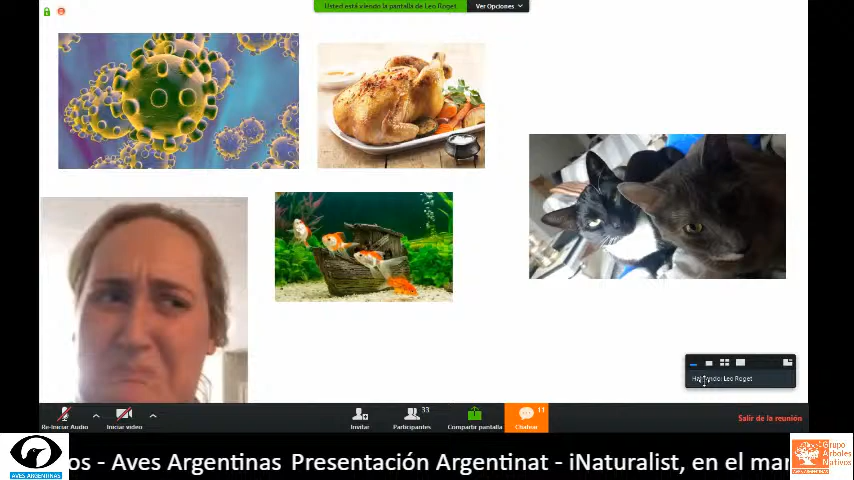 Usted está viendo la pantalla de Leo Roget
Ver Opciones
Hablando: Leo Roget
Re-Iniciar Audio
Iniciar video
Invitar
33
Participantes
Compartir pantalla
11
Chatear
Salir de la reunión
AVES ARGENTINAS
os - Aves Argentinas Presentación Argentinat - iNaturalist, en el mar
Grupo
Árboles
Nativos